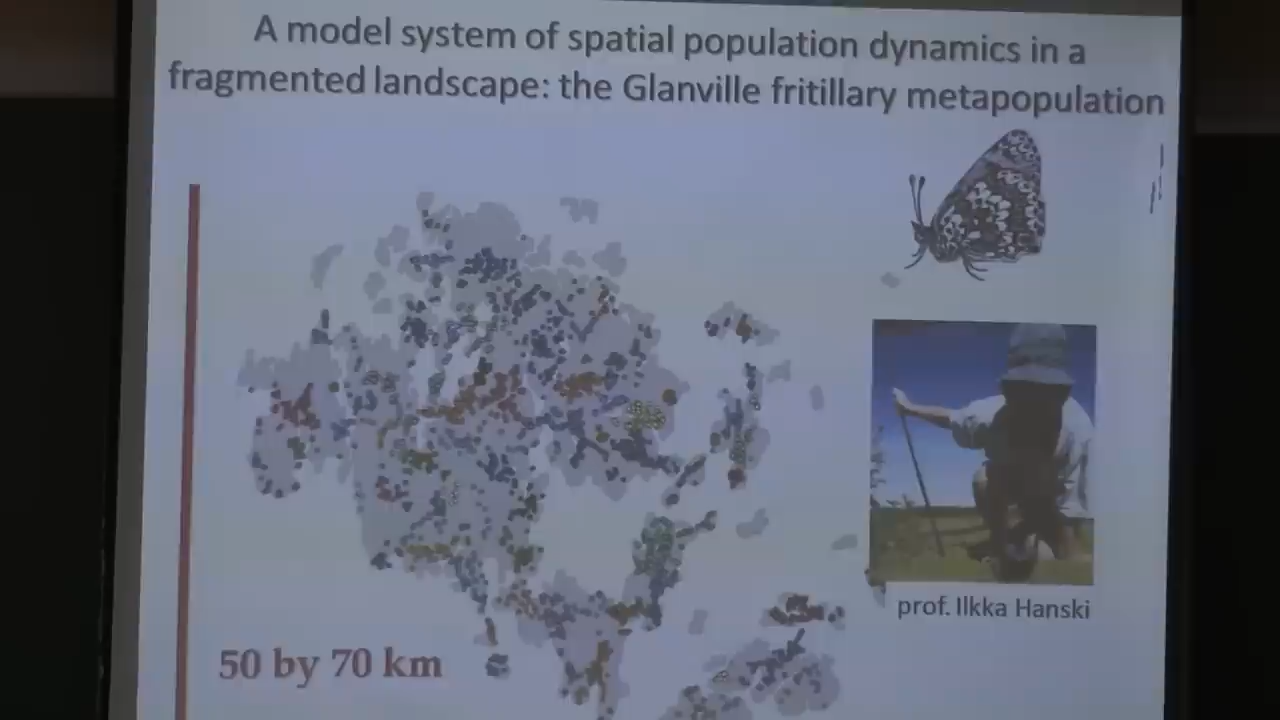 A model system of spatial population dynamics in a
fragmented landscape: the Glanville fritillary metapopulation
prof. Ilkka Hanski
50 by 70 km